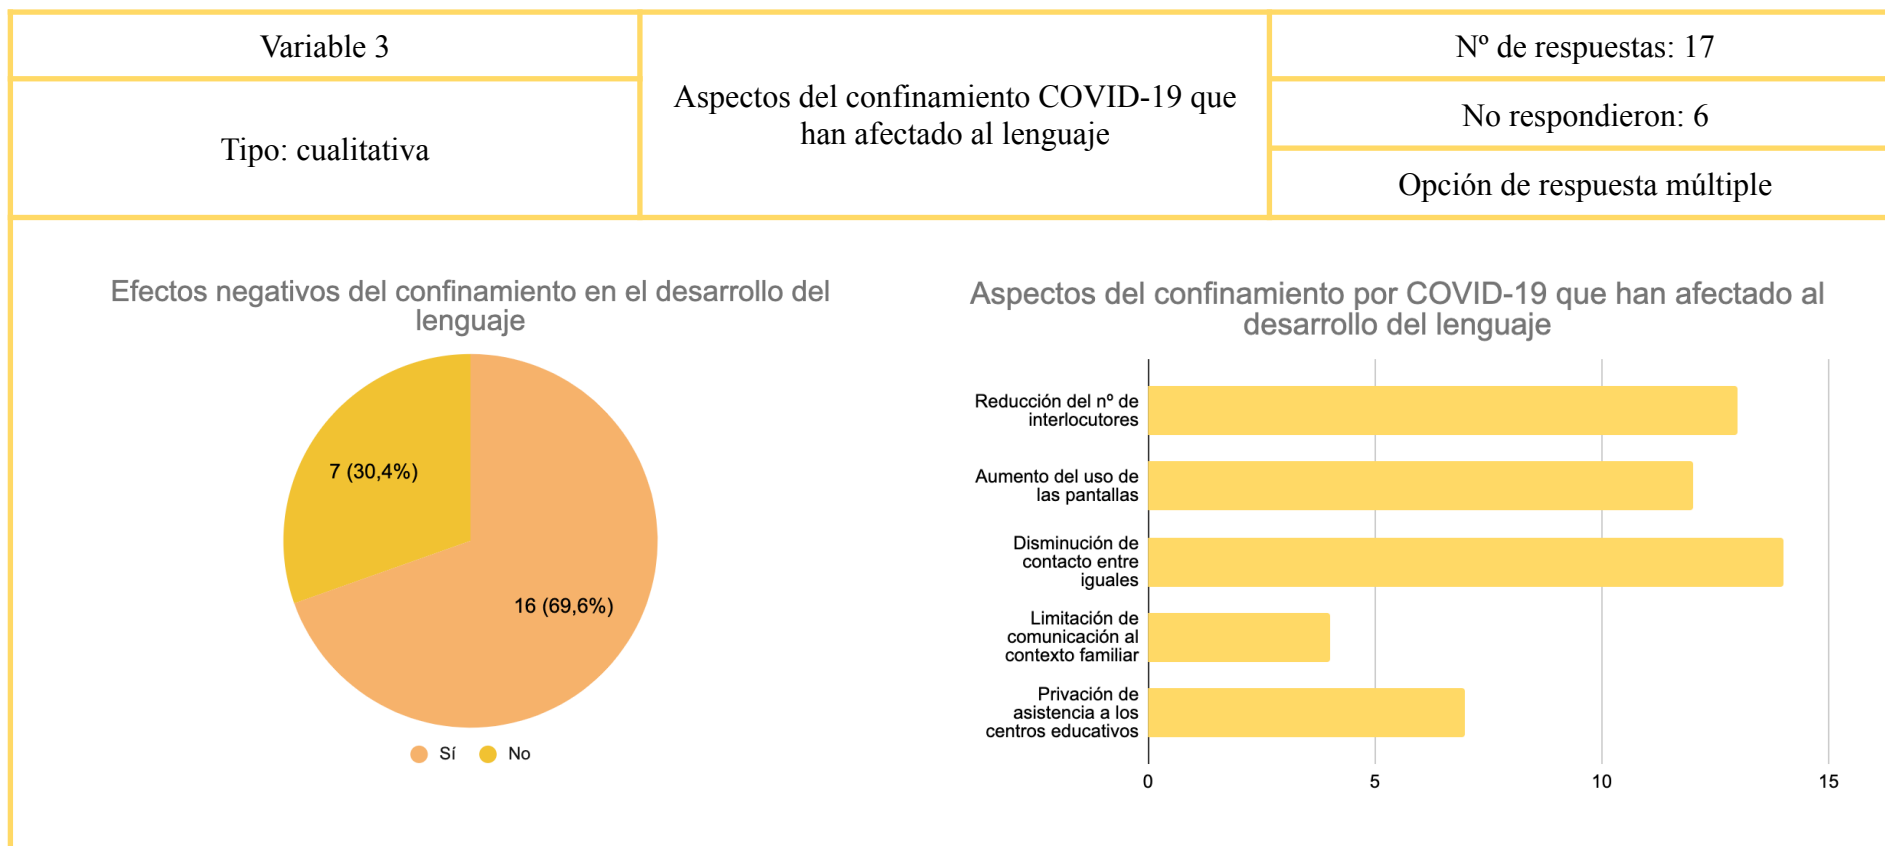 Variable 3
Tipo: cualitativa
Aspectos del confinamiento COVID-19 que
han afectado al lenguaje
Nº de respuestas: 17
No respondieron: 6
Opción de respuesta múltiple
Efectos negativos del confinamiento en el desarrollo del
lenguaje
7 (30,4%)
16 (69,6%)
Sí
No
Aspectos del confinamiento por COVID-19 que han afectado al
desarrollo del lenguaje
Reducción del nº de
interlocutores
Aumento del uso de
las pantallas
Disminución de
contacto entre
iguales
Limitación de
comunicación al
contexto familiar
Privación de
asistencia a los
centros educativos
0
5
10
15